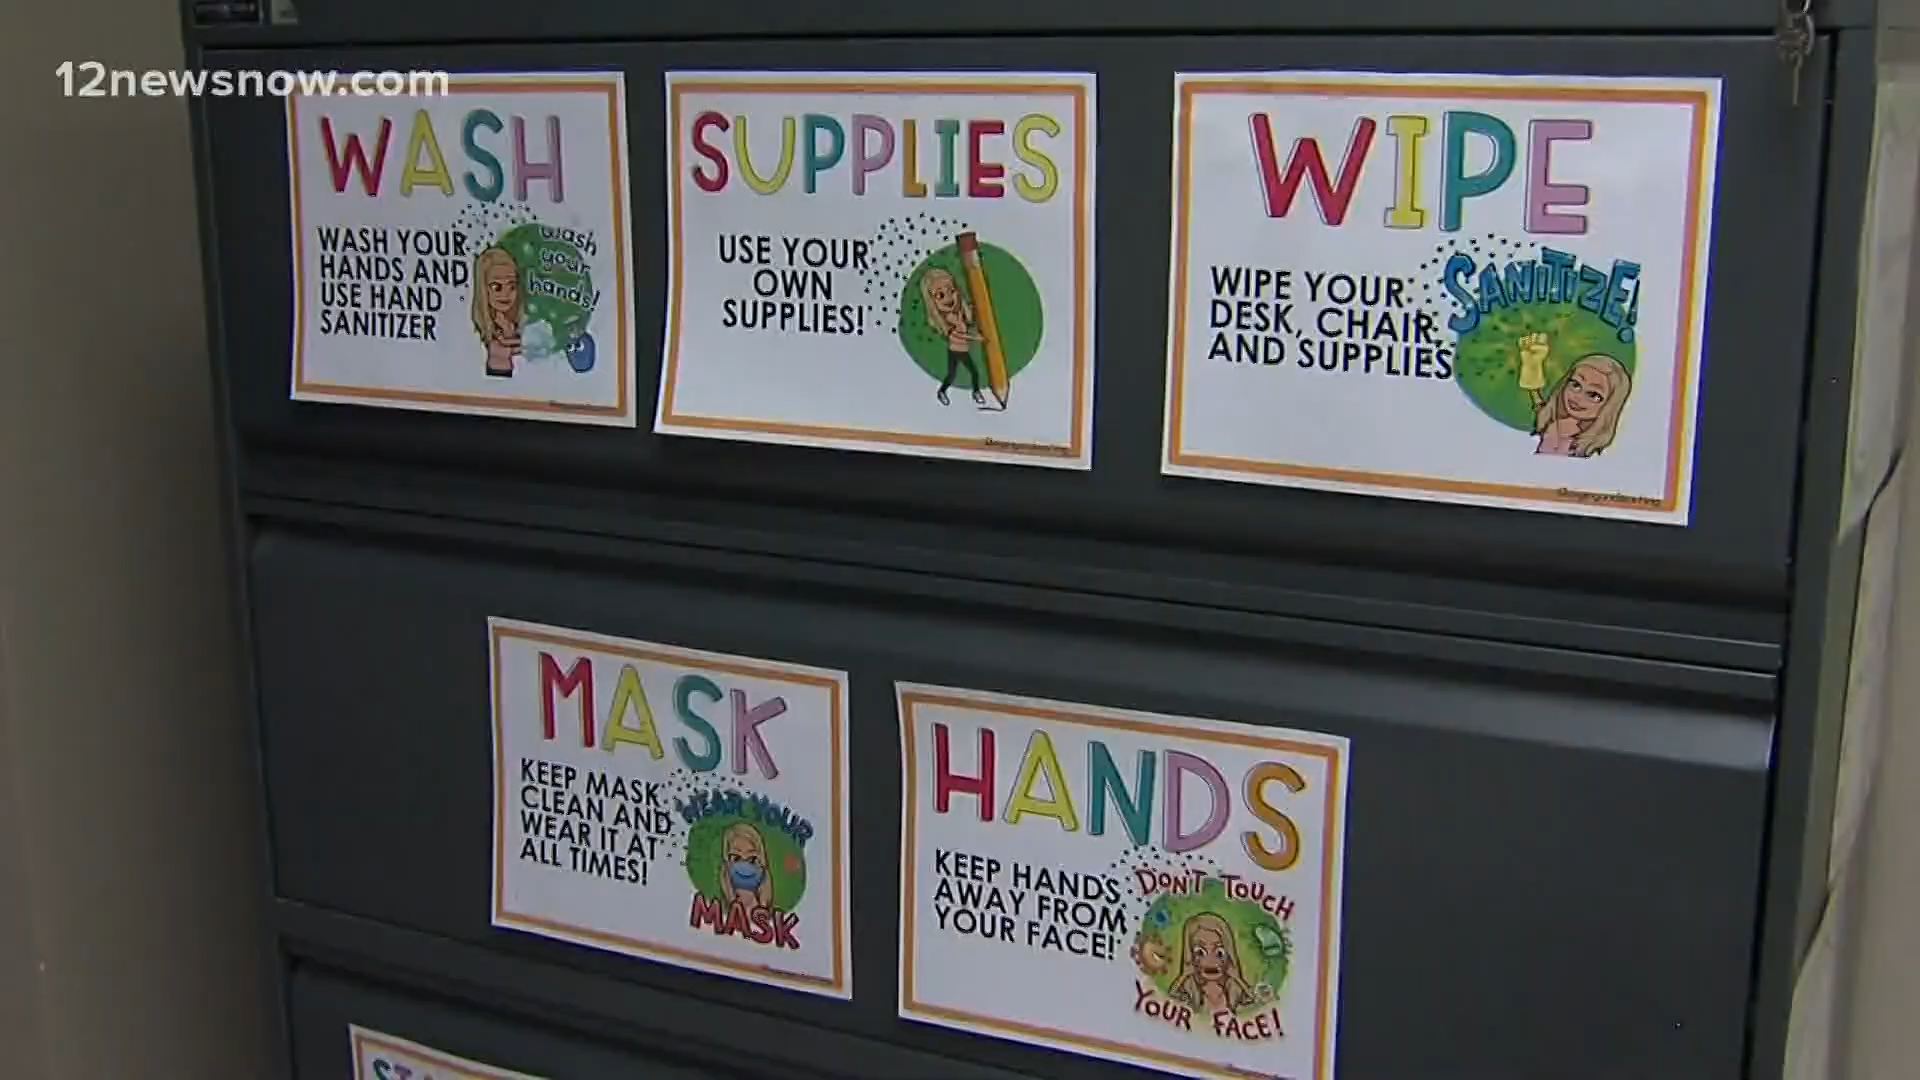 12newsnow.com
WASH
WASH YOUR
HANDS AND
USE HAND
SANITIZER
wash
your
hands!
SUPPLIES
USE YOUR
OWN
SUPPLIES!
WIPE
WIPE YOUR
DESK, CHAIR,
AND SUPPLIES
SANITIZE!
MASK
KEEP MASK
CLEAN AND
WEAR IT AT
ALL TIMES!
WEAR YOUR
MASK
HANDS
KEEP HANDS
AWAY FROM
YOUR FACE!
DON'T TOUCH
YOUR FACE!